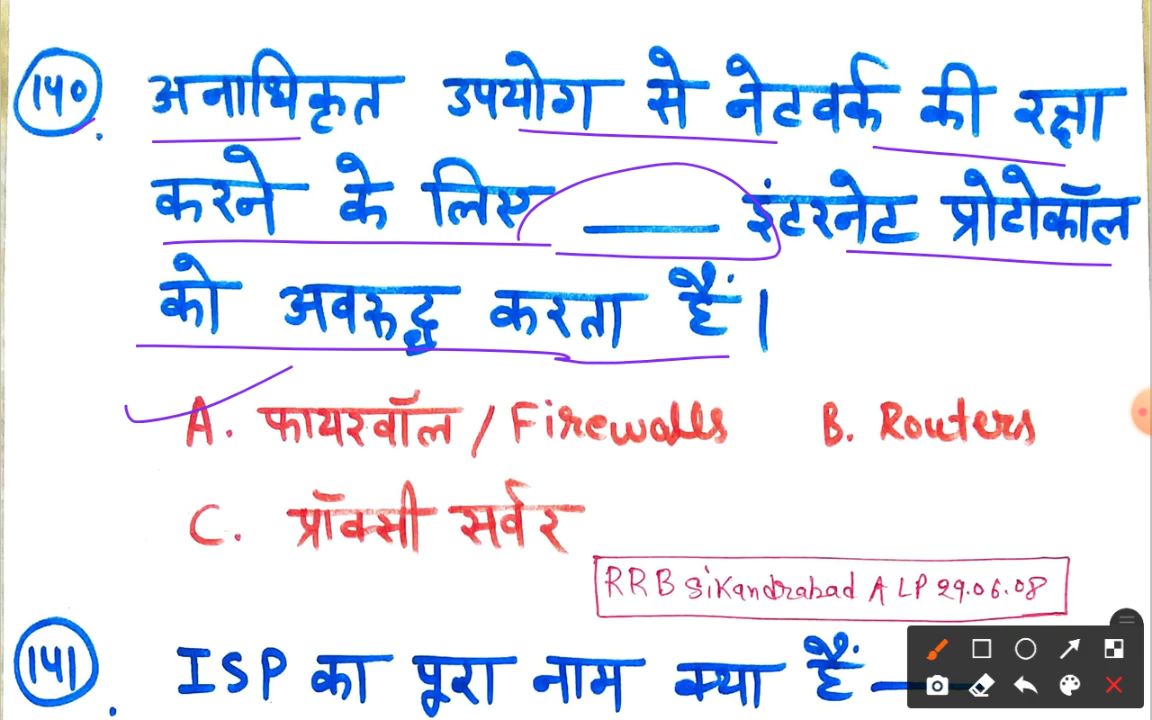 140. अनाधिकृत उपयोग से नेटवर्क की रक्षा
करने के लिए ______ इंटरनेट प्रोटोकॉल
को अवरुद्ध करता हैं।
A. फायरवॉल / Firewalls B. Routers
C. प्रॉक्सी सर्वर
RRB Sikandrabad ALP 29.06.08
141. ISP का पूरा नाम क्या हैं—